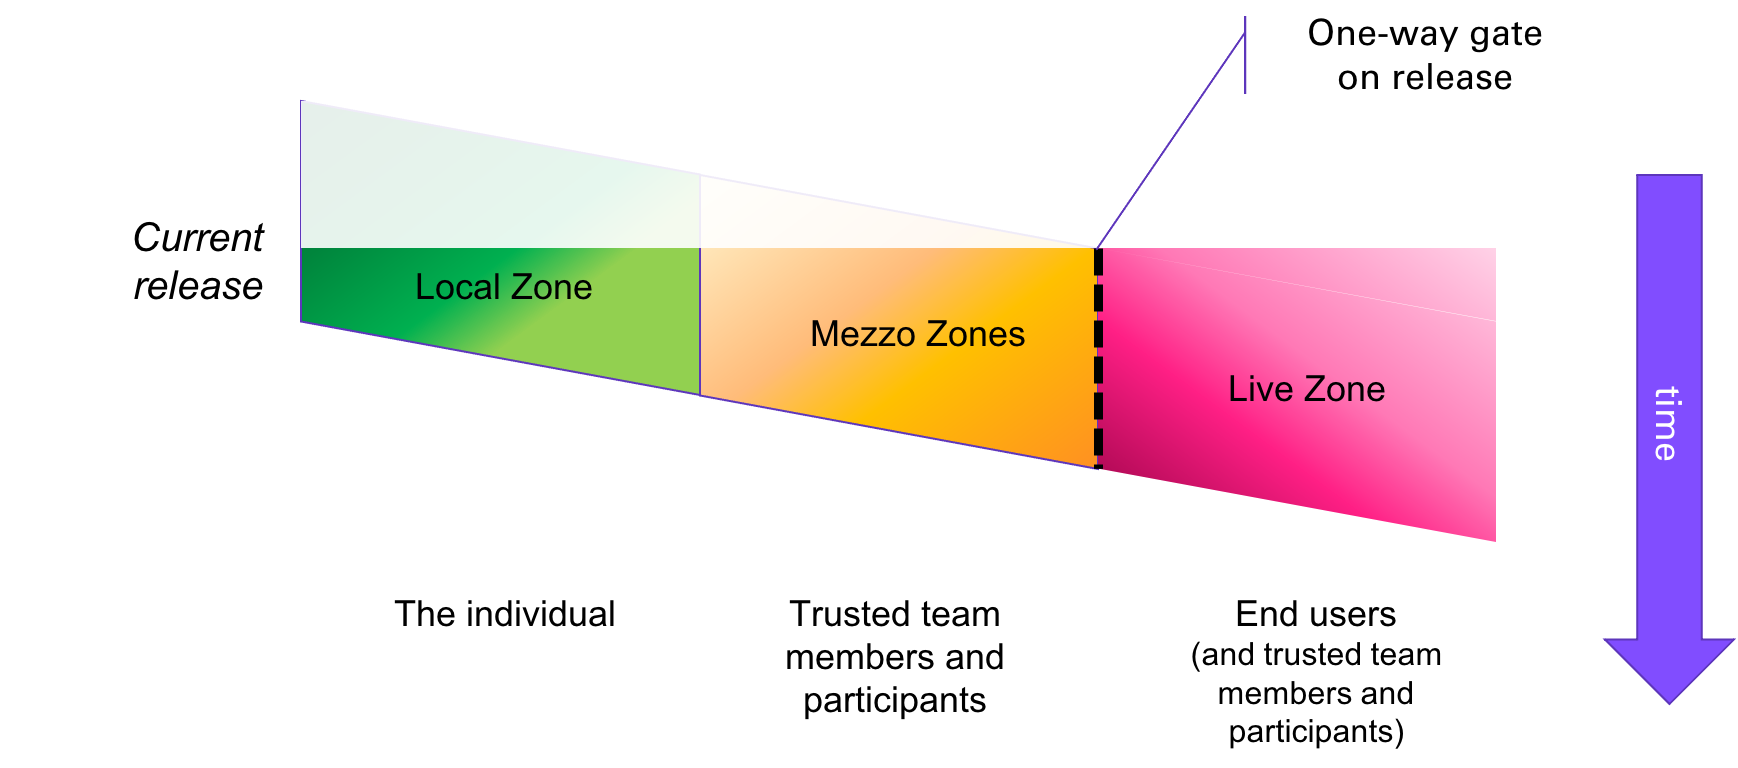 One-way gate
on release
Current
release
Local Zone
Mezzo Zones
Live Zone
time
The individual
Trusted team
members and
participants
End users
(and trusted team
members and
participants)